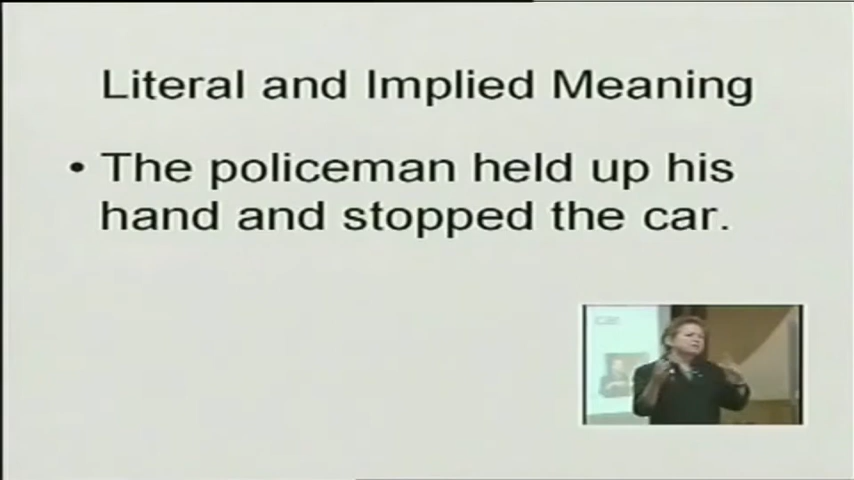 Literal and Implied Meaning
• The policeman held up his
hand and stopped the car.